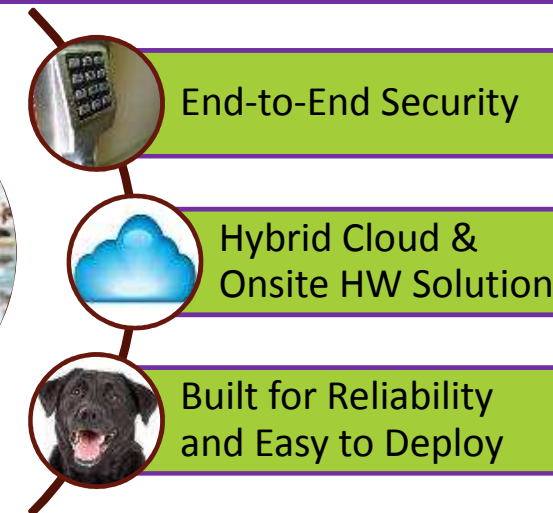 End-to-End Security
Hybrid Cloud &
Onsite HW Solution
Built for Reliability
and Easy to Deploy